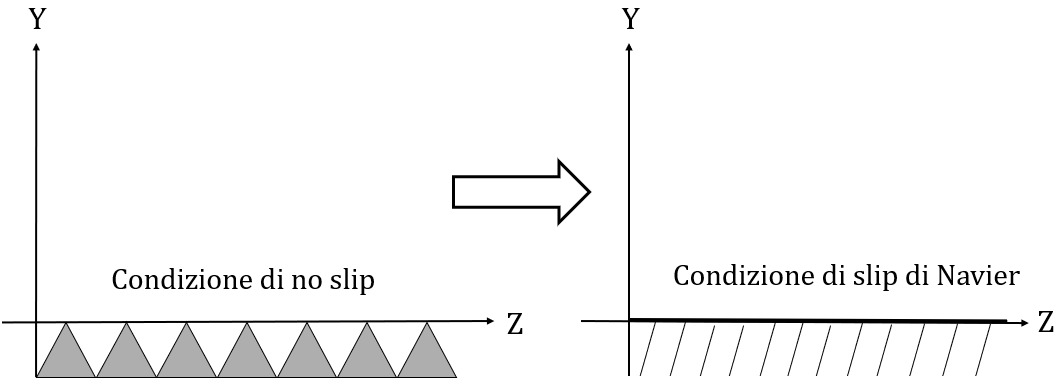 Y
Condizione di no slip
Z
Y
Condizione di slip di Navier
Z